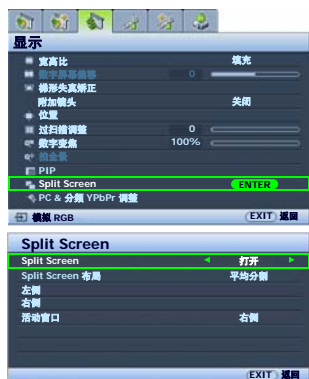 显示
宽高比 填充
数字屏幕偏移 0
梯形失真矫正
附加镜头 关闭
位置
过扫描调整 0
数字变焦 100%
拍全景
PIP
Split Screen ENTER
PC & 分频 YPbPr 调整
模拟 RGB EXIT 返回
Split Screen
Split Screen 打开
Split Screen 布局 平均分割
左侧
右侧
活动窗口 右侧
EXIT 返回